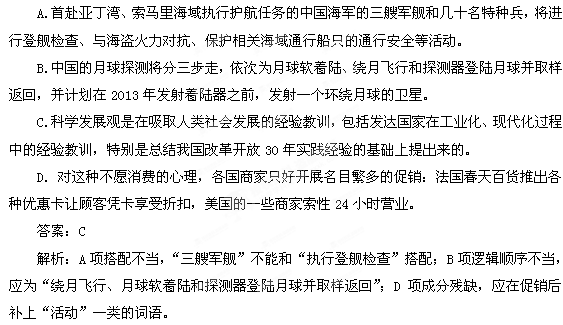 A.首赴亚丁湾、索马里海域执行护航任务的中国海军的三艘军舰和几十名特种兵，将进
行登舰检查、与海盗火力对抗、保护相关海域通行船只的通行安全等活动。
B.中国的月球探测将分三步走，依次为月球软着陆、绕月飞行和探测器登陆月球并取样
返回，并计划在 2013 年发射着陆器之前，发射一个环绕月球的卫星。
C.科学发展观是在吸取人类社会发展的经验教训，包括发达国家在工业化、现代化过程
中的经验教训，特别是总结我国改革开放 30 年实践经验的基础上提出来的。
D．对这种不愿消费的心理，各国商家只好开展名目繁多的促销：法国春天百货推出各
种优惠卡让顾客凭卡享受折扣，美国的一些商家索性 24 小时营业。
答案：C
解析：A 项搭配不当，“三艘军舰”不能和“执行登舰检查”搭配；B 项逻辑顺序不当，
应为“绕月飞行、月球软着陆和探测器登陆月球并取样返回”；D 项成分残缺，应在促销后
补上“活动”一类的词语。